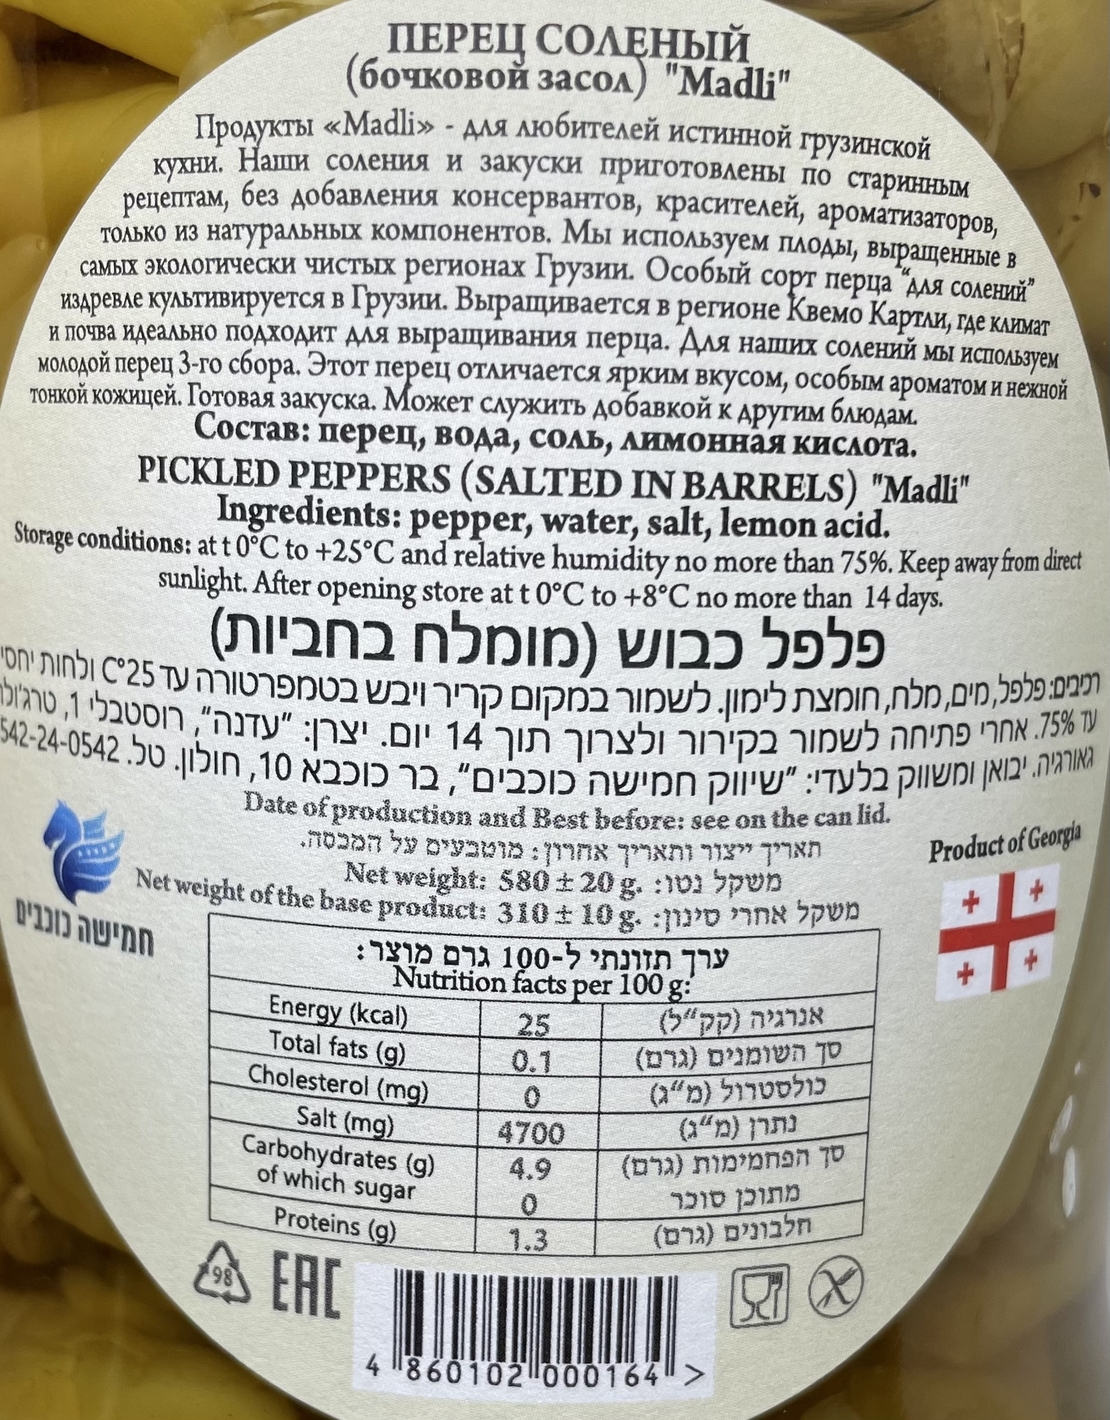 ПЕРЕЦ СОЛЕНЫЙ
(бочковой засол) "Madli"
Продукты «Madli» - для любителей истинной грузинской
кухни. Наши соления и закуски приготовлены по старинным
рецептам, без добавления консервантов, красителей, ароматизаторов,
только из натуральных компонентов. Мы используем плоды, выращенные в
самых экологически чистых регионах Грузии. Особый сорт перца “для солений”
издревле культивируется в Грузии. Выращивается в регионе Квемо Картли, где климат
и почва идеально подходит для выращивания перца. Для наших солений мы используем
молодой перец 3-го сбора. Этот перец отличается ярким вкусом, особым ароматом и нежной
тонкой кожицей. Готовая закуска. Может служить добавкой к другим блюдам.
Состав: перец, вода, соль, лимонная кислота.
PICKLED PEPPERS (SALTED IN BARRELS) "Madli"
Ingredients: pepper, water, salt, lemon acid.
Storage conditions: at t 0°C to +25°C and relative humidity no more than 75%. Keep away from direct
sunlight. After opening store at t 0°C to +8°C no more than 14 days.
פלפל כבוש (מומלח בחביות)
רכיבים: פלפל, מים, מלח, חומצת לימון. לשמור במקום קריר ויבש בטמפרטורה עד 25°C ולחות
עד 75%. אחרי פתיחה לשמור בקירור ולצרוך תוך 14 יום. יצרן: "עדנה", רוסטבלי 1,
גאורגיה. יבואן ומשווק בלעדי: "שיווק חמישה כוכבים", בר כוכבא 10, חולון. טל.
Date of production and Best before: see on the can lid.
תאריך ייצור ותאריך אחרון: מוטבעים על המכסה.
Net weight: 580 ± 20 g. משקל נטו:
Net weight of the base product: 310 ± 10 g. משקל אחרי סינון:
Product of Georgia
חמישה כוכבים
ערך תזונתי ל-100 גרם מוצר:
Nutrition facts per 100 g:
Energy (kcal) 25 אנרגיה (קק"ל)
Total fats (g) 0.1 סך השומנים (גרם)
Cholesterol (mg) 0 כולסטרול (מ"ג)
Salt (mg) 4700 נתרן (מ"ג)
Carbohydrates (g) 4.9 סך הפחמימות (גרם)
of which sugar 0 מתוכן סוכר
Proteins (g) 1.3 חלבונים (גרם)
98 EAC
4 860102 000164 >